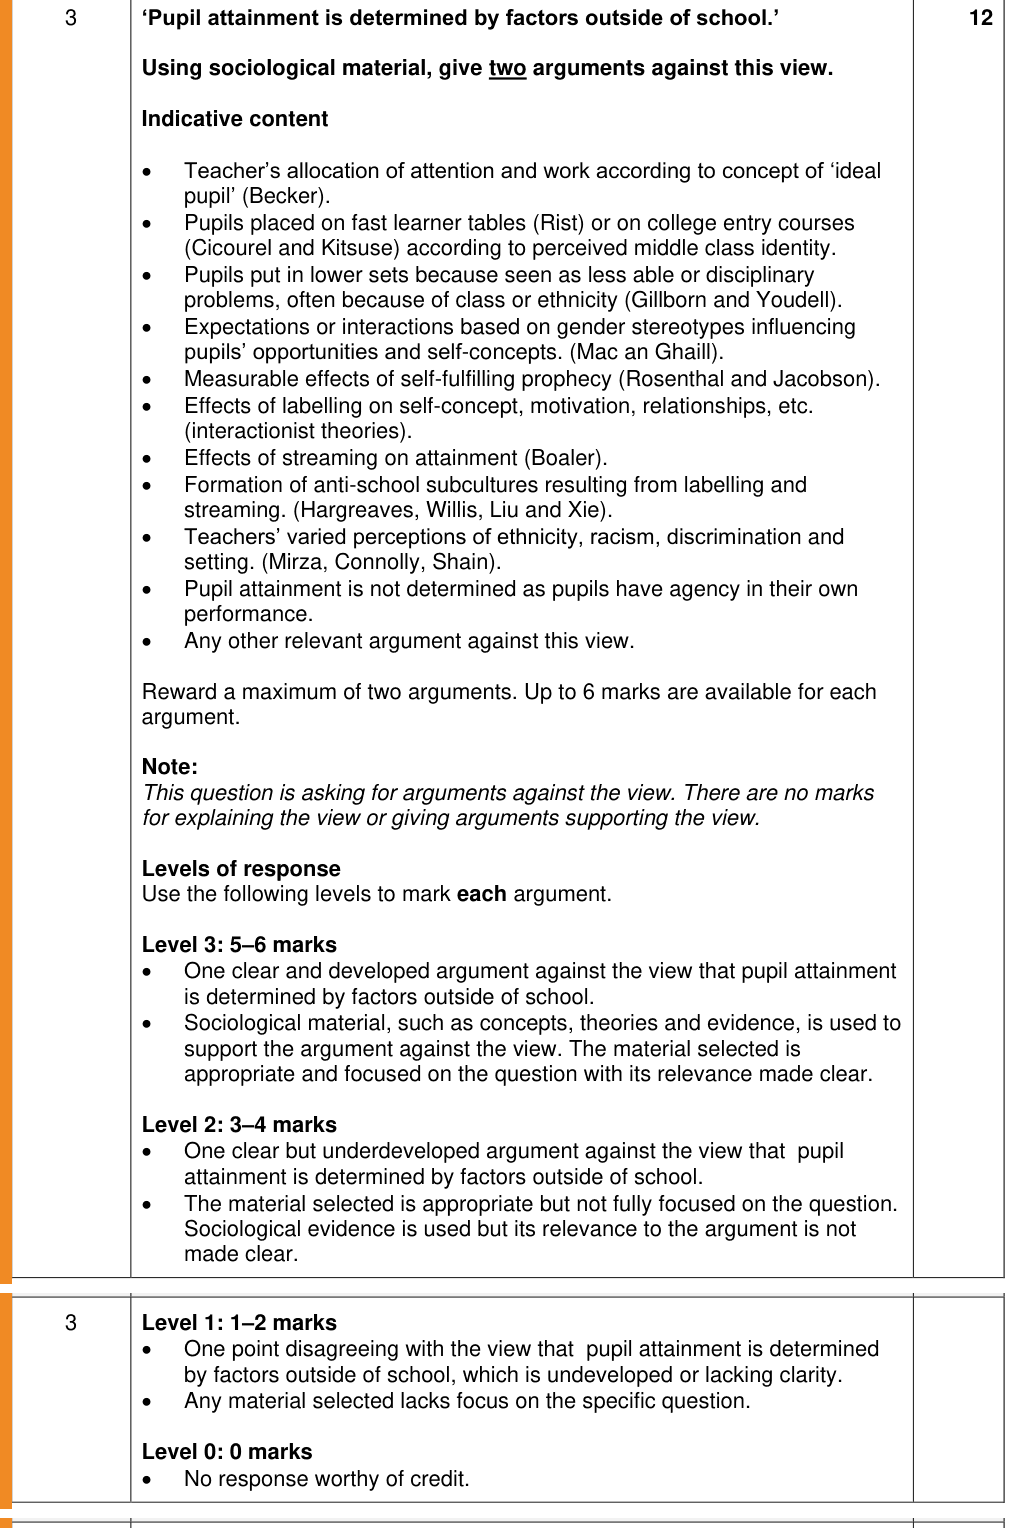 3 ‘Pupil attainment is determined by factors outside of school.’ 12
Using sociological material, give two arguments against this view.
Indicative content
• Teacher’s allocation of attention and work according to concept of ‘ideal
pupil’ (Becker).
• Pupils placed on fast learner tables (Rist) or on college entry courses
(Cicourel and Kitsuse) according to perceived middle class identity.
• Pupils put in lower sets because seen as less able or disciplinary
problems, often because of class or ethnicity (Gillborn and Youdell).
• Expectations or interactions based on gender stereotypes influencing
pupils’ opportunities and self-concepts. (Mac an Ghaill).
• Measurable effects of self-fulfilling prophecy (Rosenthal and Jacobson).
• Effects of labelling on self-concept, motivation, relationships, etc.
(interactionist theories).
• Effects of streaming on attainment (Boaler).
• Formation of anti-school subcultures resulting from labelling and
streaming. (Hargreaves, Willis, Liu and Xie).
• Teachers’ varied perceptions of ethnicity, racism, discrimination and
setting. (Mirza, Connolly, Shain).
• Pupil attainment is not determined as pupils have agency in their own
performance.
• Any other relevant argument against this view.
Reward a maximum of two arguments. Up to 6 marks are available for each
argument.
Note:
This question is asking for arguments against the view. There are no marks
for explaining the view or giving arguments supporting the view.
Levels of response
Use the following levels to mark each argument.
Level 3: 5–6 marks
• One clear and developed argument against the view that pupil attainment
is determined by factors outside of school.
• Sociological material, such as concepts, theories and evidence, is used to
support the argument against the view. The material selected is
appropriate and focused on the question with its relevance made clear.
Level 2: 3–4 marks
• One clear but underdeveloped argument against the view that pupil
attainment is determined by factors outside of school.
• The material selected is appropriate but not fully focused on the question.
Sociological evidence is used but its relevance to the argument is not
made clear.
3 Level 1: 1–2 marks
• One point disagreeing with the view that pupil attainment is determined
by factors outside of school, which is undeveloped or lacking clarity.
• Any material selected lacks focus on the specific question.
Level 0: 0 marks
• No response worthy of credit.